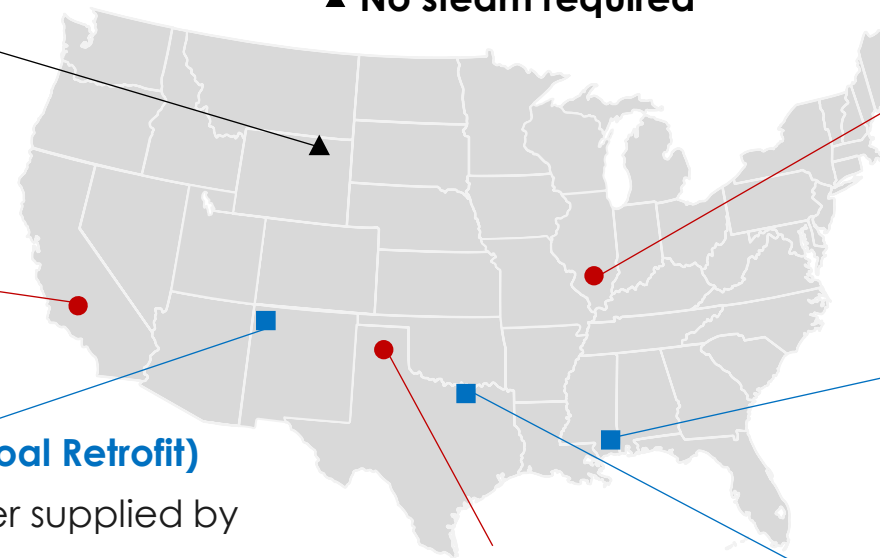 ▲ No steam required
oal Retrofit)
er supplied by